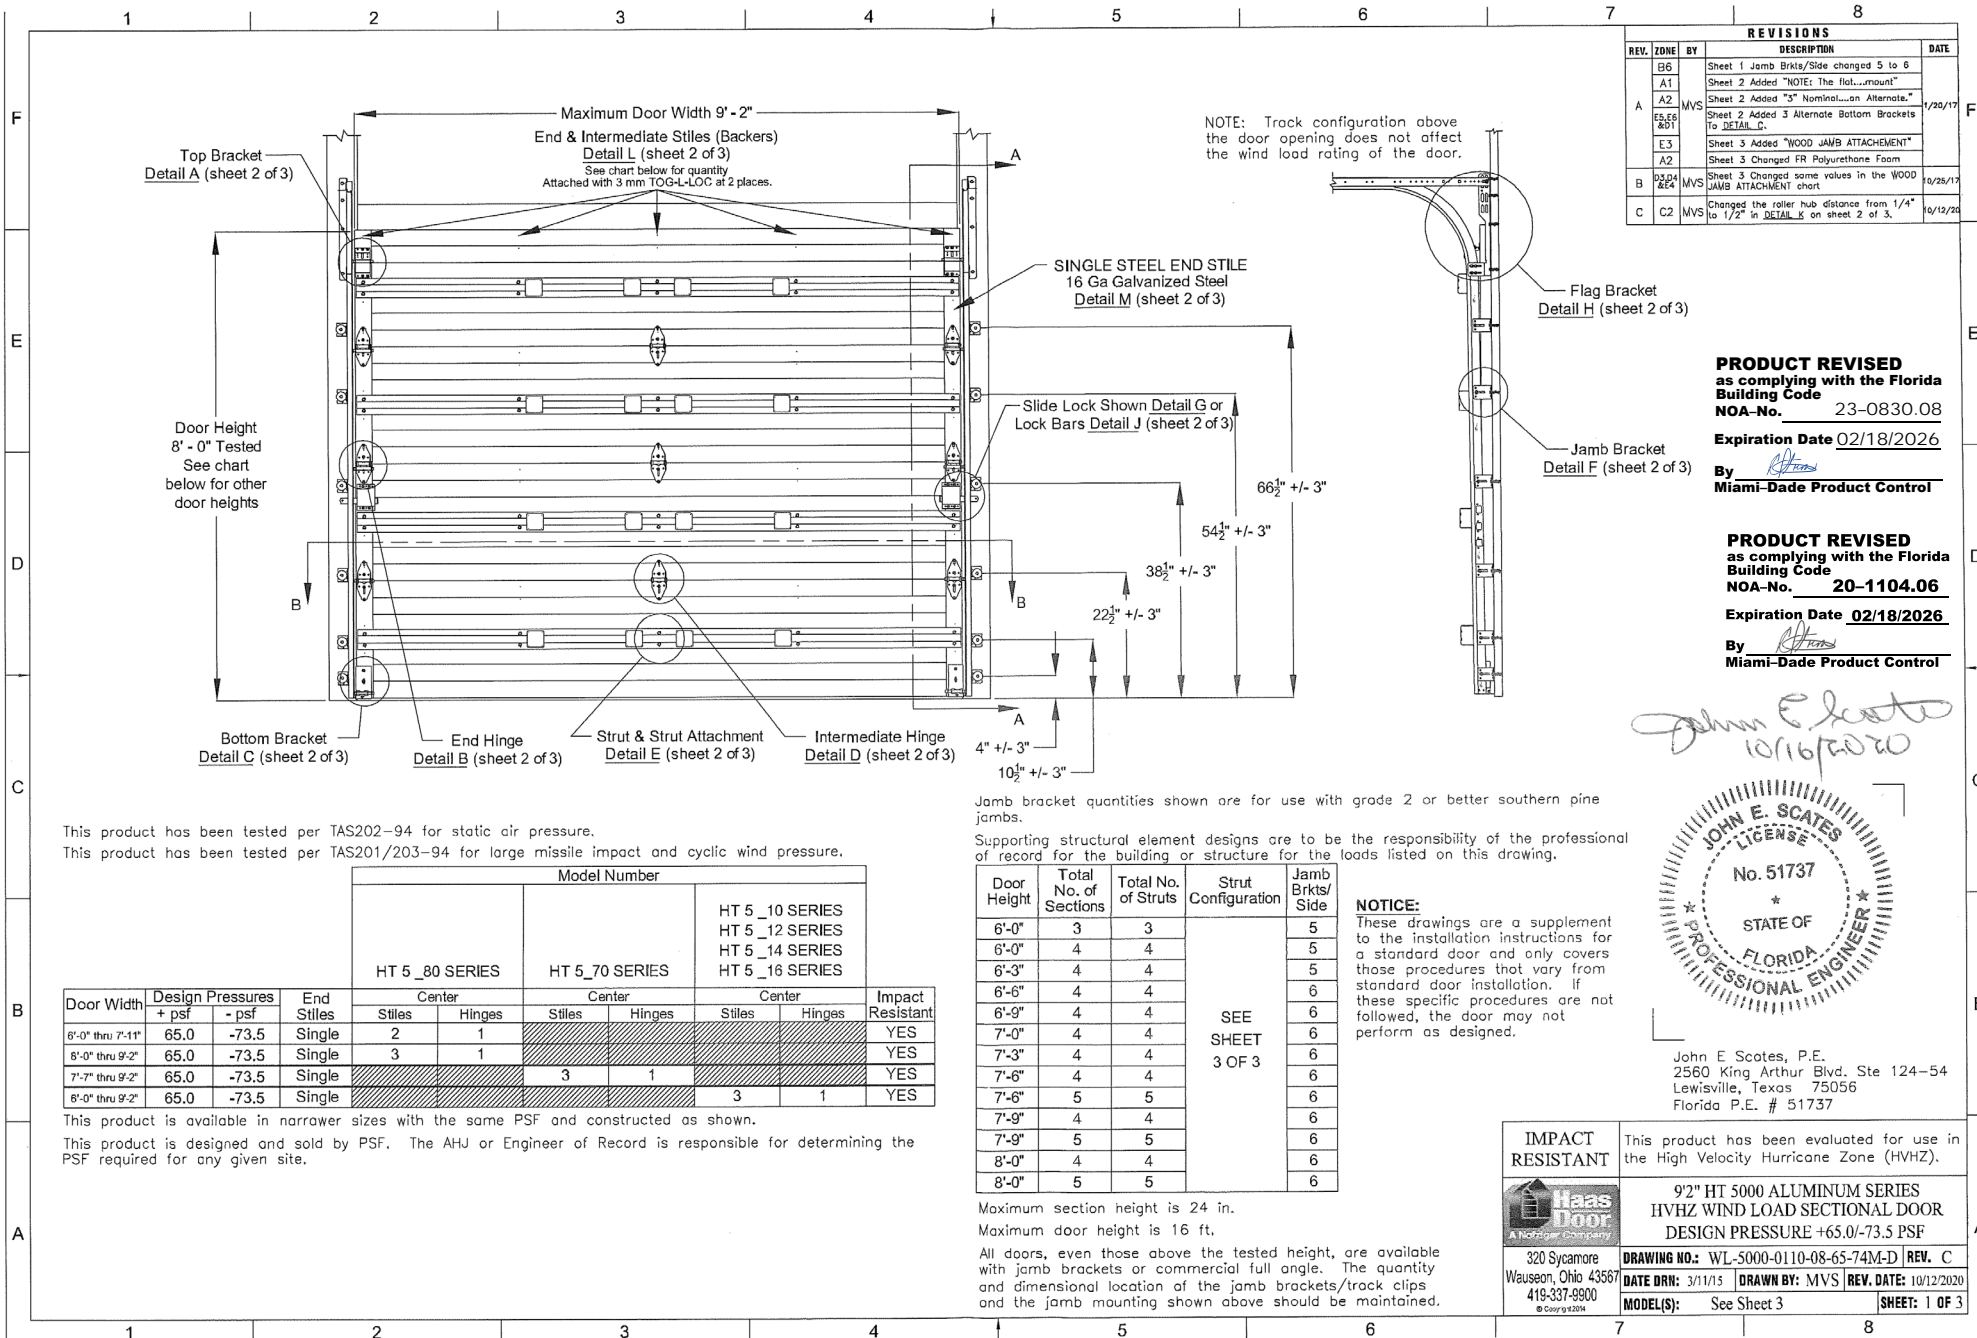 1 2 3 4 5 6 7 8
F
E
D
C
B
A
REVISIONS
REV. ZONE BY DESCRIPTION DATE
A MVS 1/20/17
B6 Sheet 1 Jamb Brkts/Side changed 5 to 6
A1 Sheet 2 Added "NOTE: The flat....mount"
A2 Sheet 2 Added "3" Nominal....an Alternate."
E5,E6 &D1 Sheet 2 Added 3 Alternate Bottom Brackets
To DETAIL C.
E3 Sheet 3 Added "WOOD JAMB ATTACHEMENT"
A2 Sheet 3 Changed FR Polyurethane Foam
B D3,D4 &E4 MVS Sheet 3 Changed some values in the WOOD
JAMB ATTACHMENT chart 10/25/17
C C2 MVS Changed the roller hub distance from 1/4"
to 1/2" in DETAIL K on sheet 2 of 3. 10/12/20
Maximum Door Width 9' - 2"
End & Intermediate Stiles (Backers)
Detail L (sheet 2 of 3)
See chart below for quantity
Attached with 3 mm TOG-L-LOC at 2 places.
Top Bracket
Detail A (sheet 2 of 3)
A
NOTE: Track configuration above
the door opening does not affect
the wind load rating of the door.
SINGLE STEEL END STILE
16 Ga Galvanized Steel
Detail M (sheet 2 of 3)
Flag Bracket
Detail H (sheet 2 of 3)
Door Height
8' - 0" Tested
See chart
below for other
door heights
Slide Lock Shown Detail G or
Lock Bars Detail J (sheet 2 of 3)
Jamb Bracket
Detail F (sheet 2 of 3)
66½" +/- 3"
54½" +/- 3"
38½" +/- 3"
22½" +/- 3"
B B
A
4" +/- 3"
10½" +/- 3"
Bottom Bracket
Detail C (sheet 2 of 3)
End Hinge
Detail B (sheet 2 of 3)
Strut & Strut Attachment
Detail E (sheet 2 of 3)
Intermediate Hinge
Detail D (sheet 2 of 3)
PRODUCT REVISED
as complying with the Florida
Building Code
NOA-No. 23-0830.08
Expiration Date 02/18/2026
By
Miami-Dade Product Control
PRODUCT REVISED
as complying with the Florida
Building Code
NOA-No. 20-1104.06
Expiration Date 02/18/2026
By
Miami-Dade Product Control
John E Scates
10/16/2020
JOHN E. SCATES
LICENSE
No. 51737
STATE OF
FLORIDA
PROFESSIONAL ENGINEER
John E Scates, P.E.
2560 King Arthur Blvd. Ste 124-54
Lewisville, Texas 75056
Florida P.E. # 51737
This product has been tested per TAS202-94 for static air pressure.
This product has been tested per TAS201/203-94 for large missile impact and cyclic wind pressure.
Model Number
HT 5 _80 SERIES HT 5_70 SERIES
HT 5 _10 SERIES
HT 5 _12 SERIES
HT 5 _14 SERIES
HT 5 _16 SERIES
Door Width Design Pressures End Stiles Center Center Center Impact Resistant
+ psf - psf Stiles Hinges Stiles Hinges Stiles Hinges
6'-0" thru 7'-11" 65.0 -73.5 Single 2 1 YES
8'-0" thru 9'-2" 65.0 -73.5 Single 3 1 YES
7'-7" thru 9'-2" 65.0 -73.5 Single 3 1 YES
6'-0" thru 9'-2" 65.0 -73.5 Single 3 1 YES
This product is available in narrower sizes with the same PSF and constructed as shown.
This product is designed and sold by PSF. The AHJ or Engineer of Record is responsible for determining the
PSF required for any given site.
Jamb bracket quantities shown are for use with grade 2 or better southern pine
jambs.
Supporting structural element designs are to be the responsibility of the professional
of record for the building or structure for the loads listed on this drawing.
Door Height Total No. of Sections Total No. of Struts Strut Configuration Jamb Brkts/ Side
6'-0" 3 3 5
6'-0" 4 4 5
6'-3" 4 4 5
6'-6" 4 4 6
6'-9" 4 4 6
7'-0" 4 4 6
7'-3" 4 4 6
7'-6" 4 4 6
7'-6" 5 5 6
7'-9" 4 4 6
7'-9" 5 5 6
8'-0" 4 4 6
8'-0" 5 5 6
SEE
SHEET
3 OF 3
Maximum section height is 24 in.
Maximum door height is 16 ft.
All doors, even those above the tested height, are available
with jamb brackets or commercial full angle. The quantity
and dimensional location of the jamb brackets/track clips
and the jamb mounting shown above should be maintained.
NOTICE:
These drawings are a supplement
to the installation instructions for
a standard door and only covers
those procedures that vary from
standard door installation. If
these specific procedures are not
followed, the door may not
perform as designed.
IMPACT
RESISTANT
This product has been evaluated for use in
the High Velocity Hurricane Zone (HVHZ).
Haas
Door
A Nofziger Company
9'2" HT 5000 ALUMINUM SERIES
HVHZ WIND LOAD SECTIONAL DOOR
DESIGN PRESSURE +65.0/-73.5 PSF
320 Sycamore
Wauseon, Ohio 43567
419-337-9900
© Copyright 2014
DRAWING NO.: WL-5000-0110-08-65-74M-D REV. C
DATE DRN: 3/11/15 DRAWN BY: MVS REV. DATE: 10/12/2020
MODEL(S): See Sheet 3 SHEET: 1 OF 3
1 2 3 4 5 6 7 8